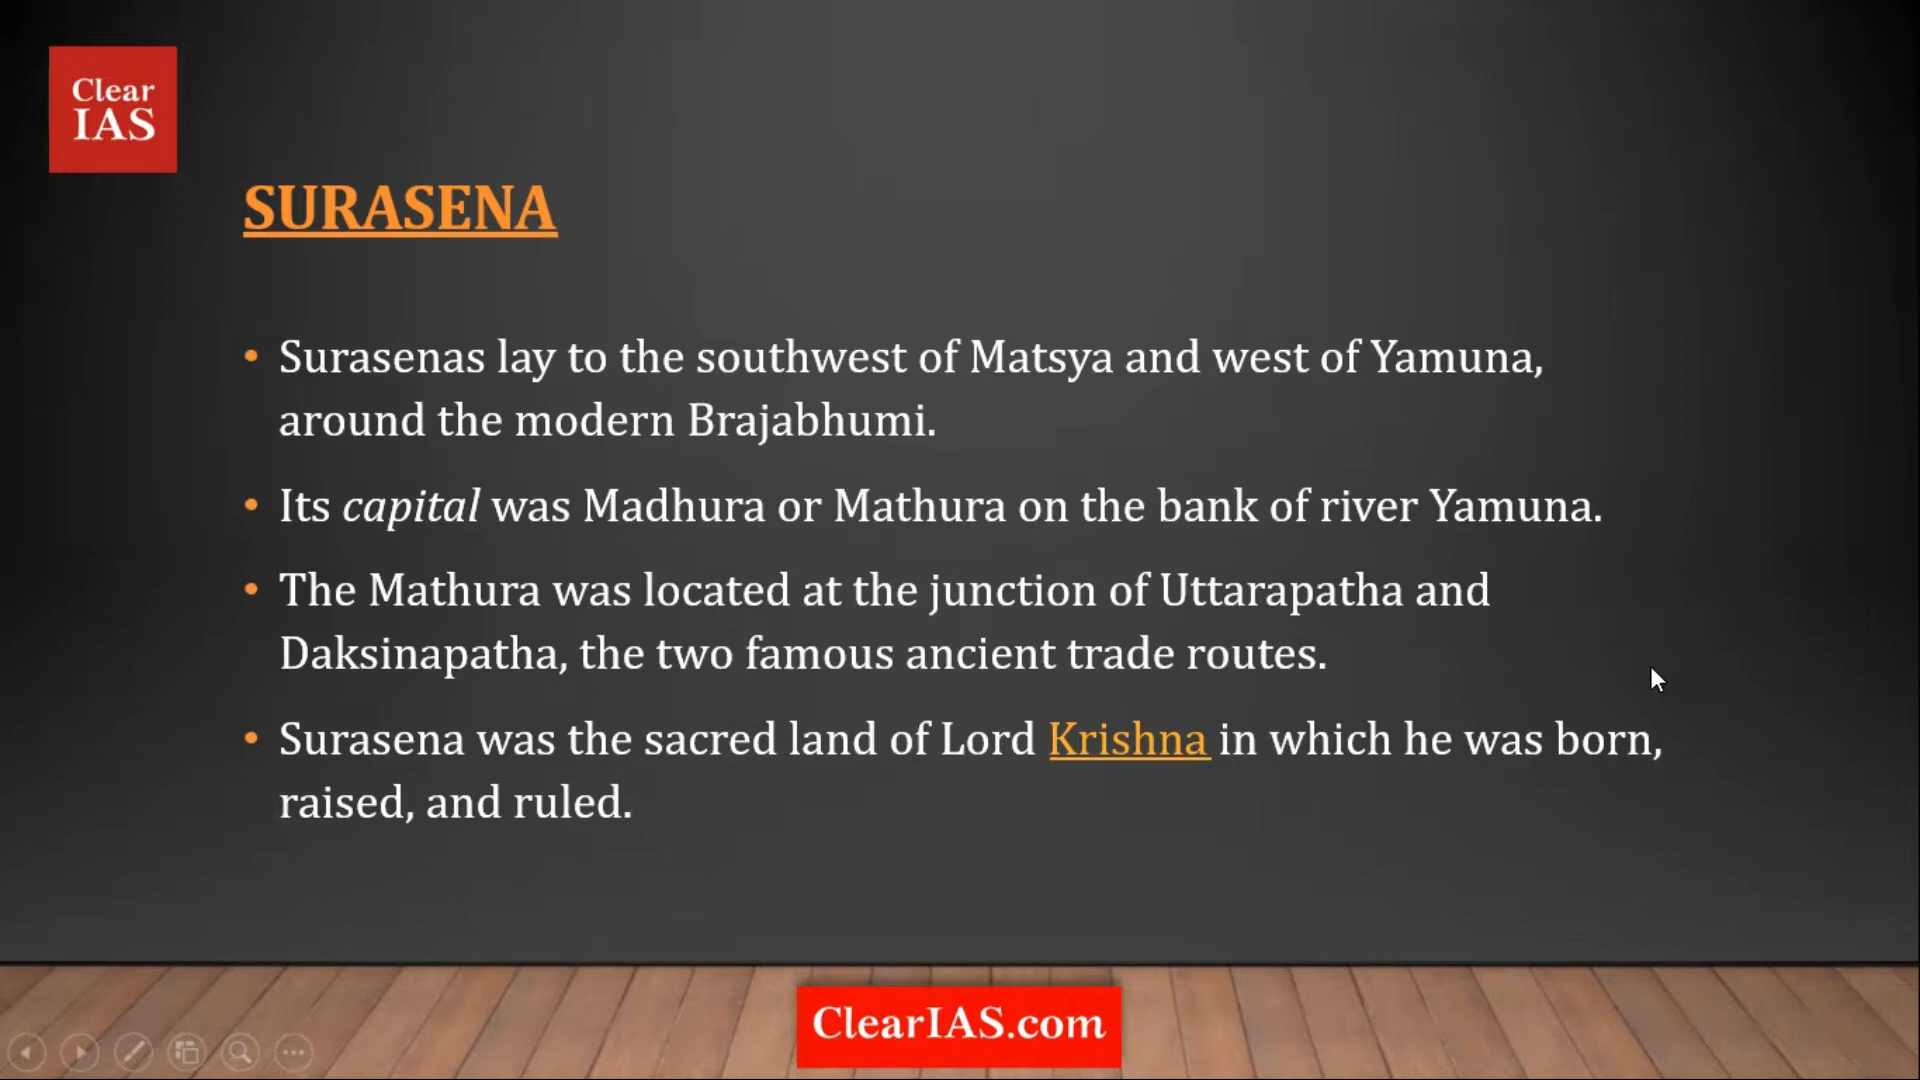 Clear
IAS
SURASENA
• Surasenas lay to the southwest of Matsya and west of Yamuna,
around the modern Brajabhumi.
• Its capital was Madhura or Mathura on the bank of river Yamuna.
• The Mathura was located at the junction of Uttarapatha and
Daksinapatha, the two famous ancient trade routes.
• Surasena was the sacred land of Lord Krishna in which he was born,
raised, and ruled.
ClearIAS.com